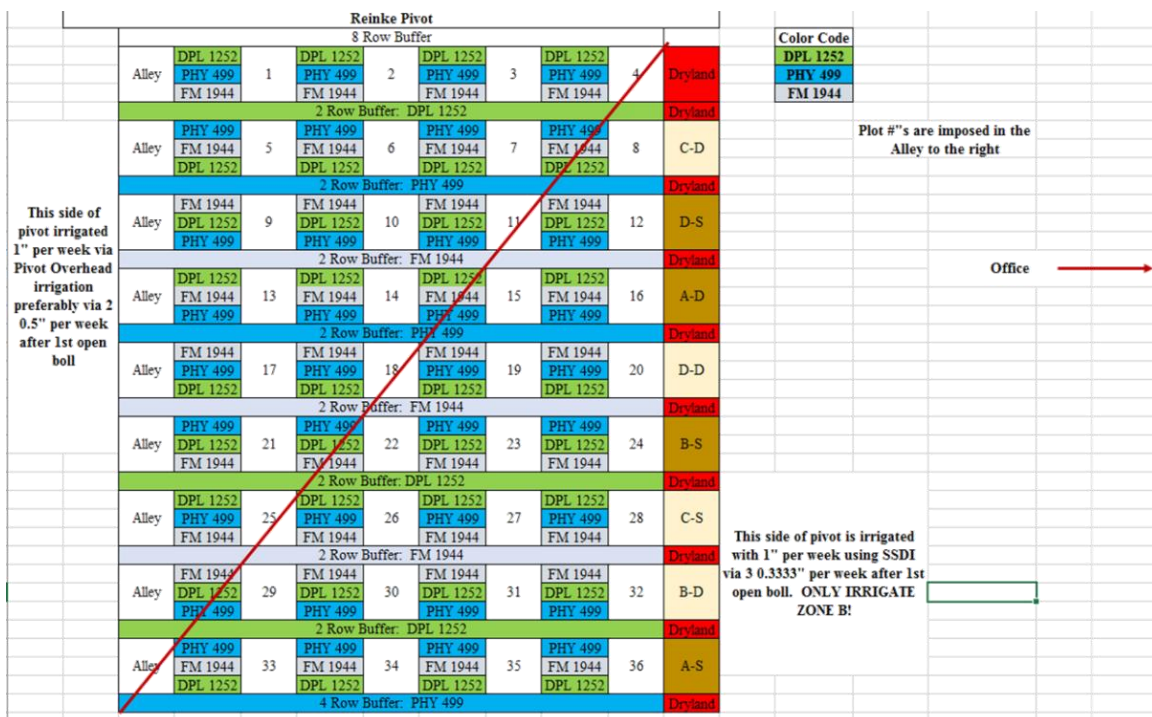 Reinke Pivot
8 Row Buffer
Color Code
DPL 1252
PHY 499
FM 1944
DPL 1252 DPL 1252 DPL 1252 DPL 1252
Alley PHY 499 1 PHY 499 2 PHY 499 3 PHY 499 4 Dryland
FM 1944 FM 1944 FM 1944 FM 1944
2 Row Buffer: DPL 1252 Dryland
PHY 499 PHY 499 PHY 499 PHY 499
Alley FM 1944 5 FM 1944 6 FM 1944 7 FM 1944 8 C-D
DPL 1252 DPL 1252 DPL 1252 DPL 1252
Plot #"s are imposed in the
Alley to the right
2 Row Buffer: PHY 499 Dryland
FM 1944 FM 1944 FM 1944 FM 1944
Alley DPL 1252 9 DPL 1252 10 DPL 1252 11 DPL 1252 12 D-S
PHY 499 PHY 499 PHY 499 PHY 499
2 Row Buffer: FM 1944 Dryland
This side of
pivot irrigated
1" per week via
Pivot Overhead
irrigation
preferably via 2
0.5" per week
after 1st open
boll
Office
DPL 1252 DPL 1252 DPL 1252 DPL 1252
Alley FM 1944 13 FM 1944 14 FM 1944 15 FM 1944 16 A-D
PHY 499 PHY 499 PHY 499 PHY 499
2 Row Buffer: PHY 499 Dryland
FM 1944 FM 1944 FM 1944 FM 1944
Alley PHY 499 17 PHY 499 18 PHY 499 19 PHY 499 20 D-D
DPL 1252 DPL 1252 DPL 1252 DPL 1252
2 Row Buffer: FM 1944 Dryland
PHY 499 PHY 499 PHY 499 PHY 499
Alley DPL 1252 21 DPL 1252 22 DPL 1252 23 DPL 1252 24 B-S
FM 1944 FM 1944 FM 1944 FM 1944
2 Row Buffer: DPL 1252 Dryland
DPL 1252 DPL 1252 DPL 1252 DPL 1252
Alley PHY 499 25 PHY 499 26 PHY 499 27 PHY 499 28 C-S
FM 1944 FM 1944 FM 1944 FM 1944
2 Row Buffer: FM 1944 Dryland
This side of pivot is irrigated
with 1" per week using SSDI
via 3 0.3333" per week after 1st
open boll. ONLY IRRIGATE
ZONE B!
FM 1944 FM 1944 FM 1944 FM 1944
Alley DPL 1252 29 DPL 1252 30 DPL 1252 31 DPL 1252 32 B-D
PHY 499 PHY 499 PHY 499 PHY 499
2 Row Buffer: DPL 1252 Dryland
PHY 499 PHY 499 PHY 499 PHY 499
Alley FM 1944 33 FM 1944 34 FM 1944 35 FM 1944 36 A-S
DPL 1252 DPL 1252 DPL 1252 DPL 1252
4 Row Buffer: PHY 499 Dryland